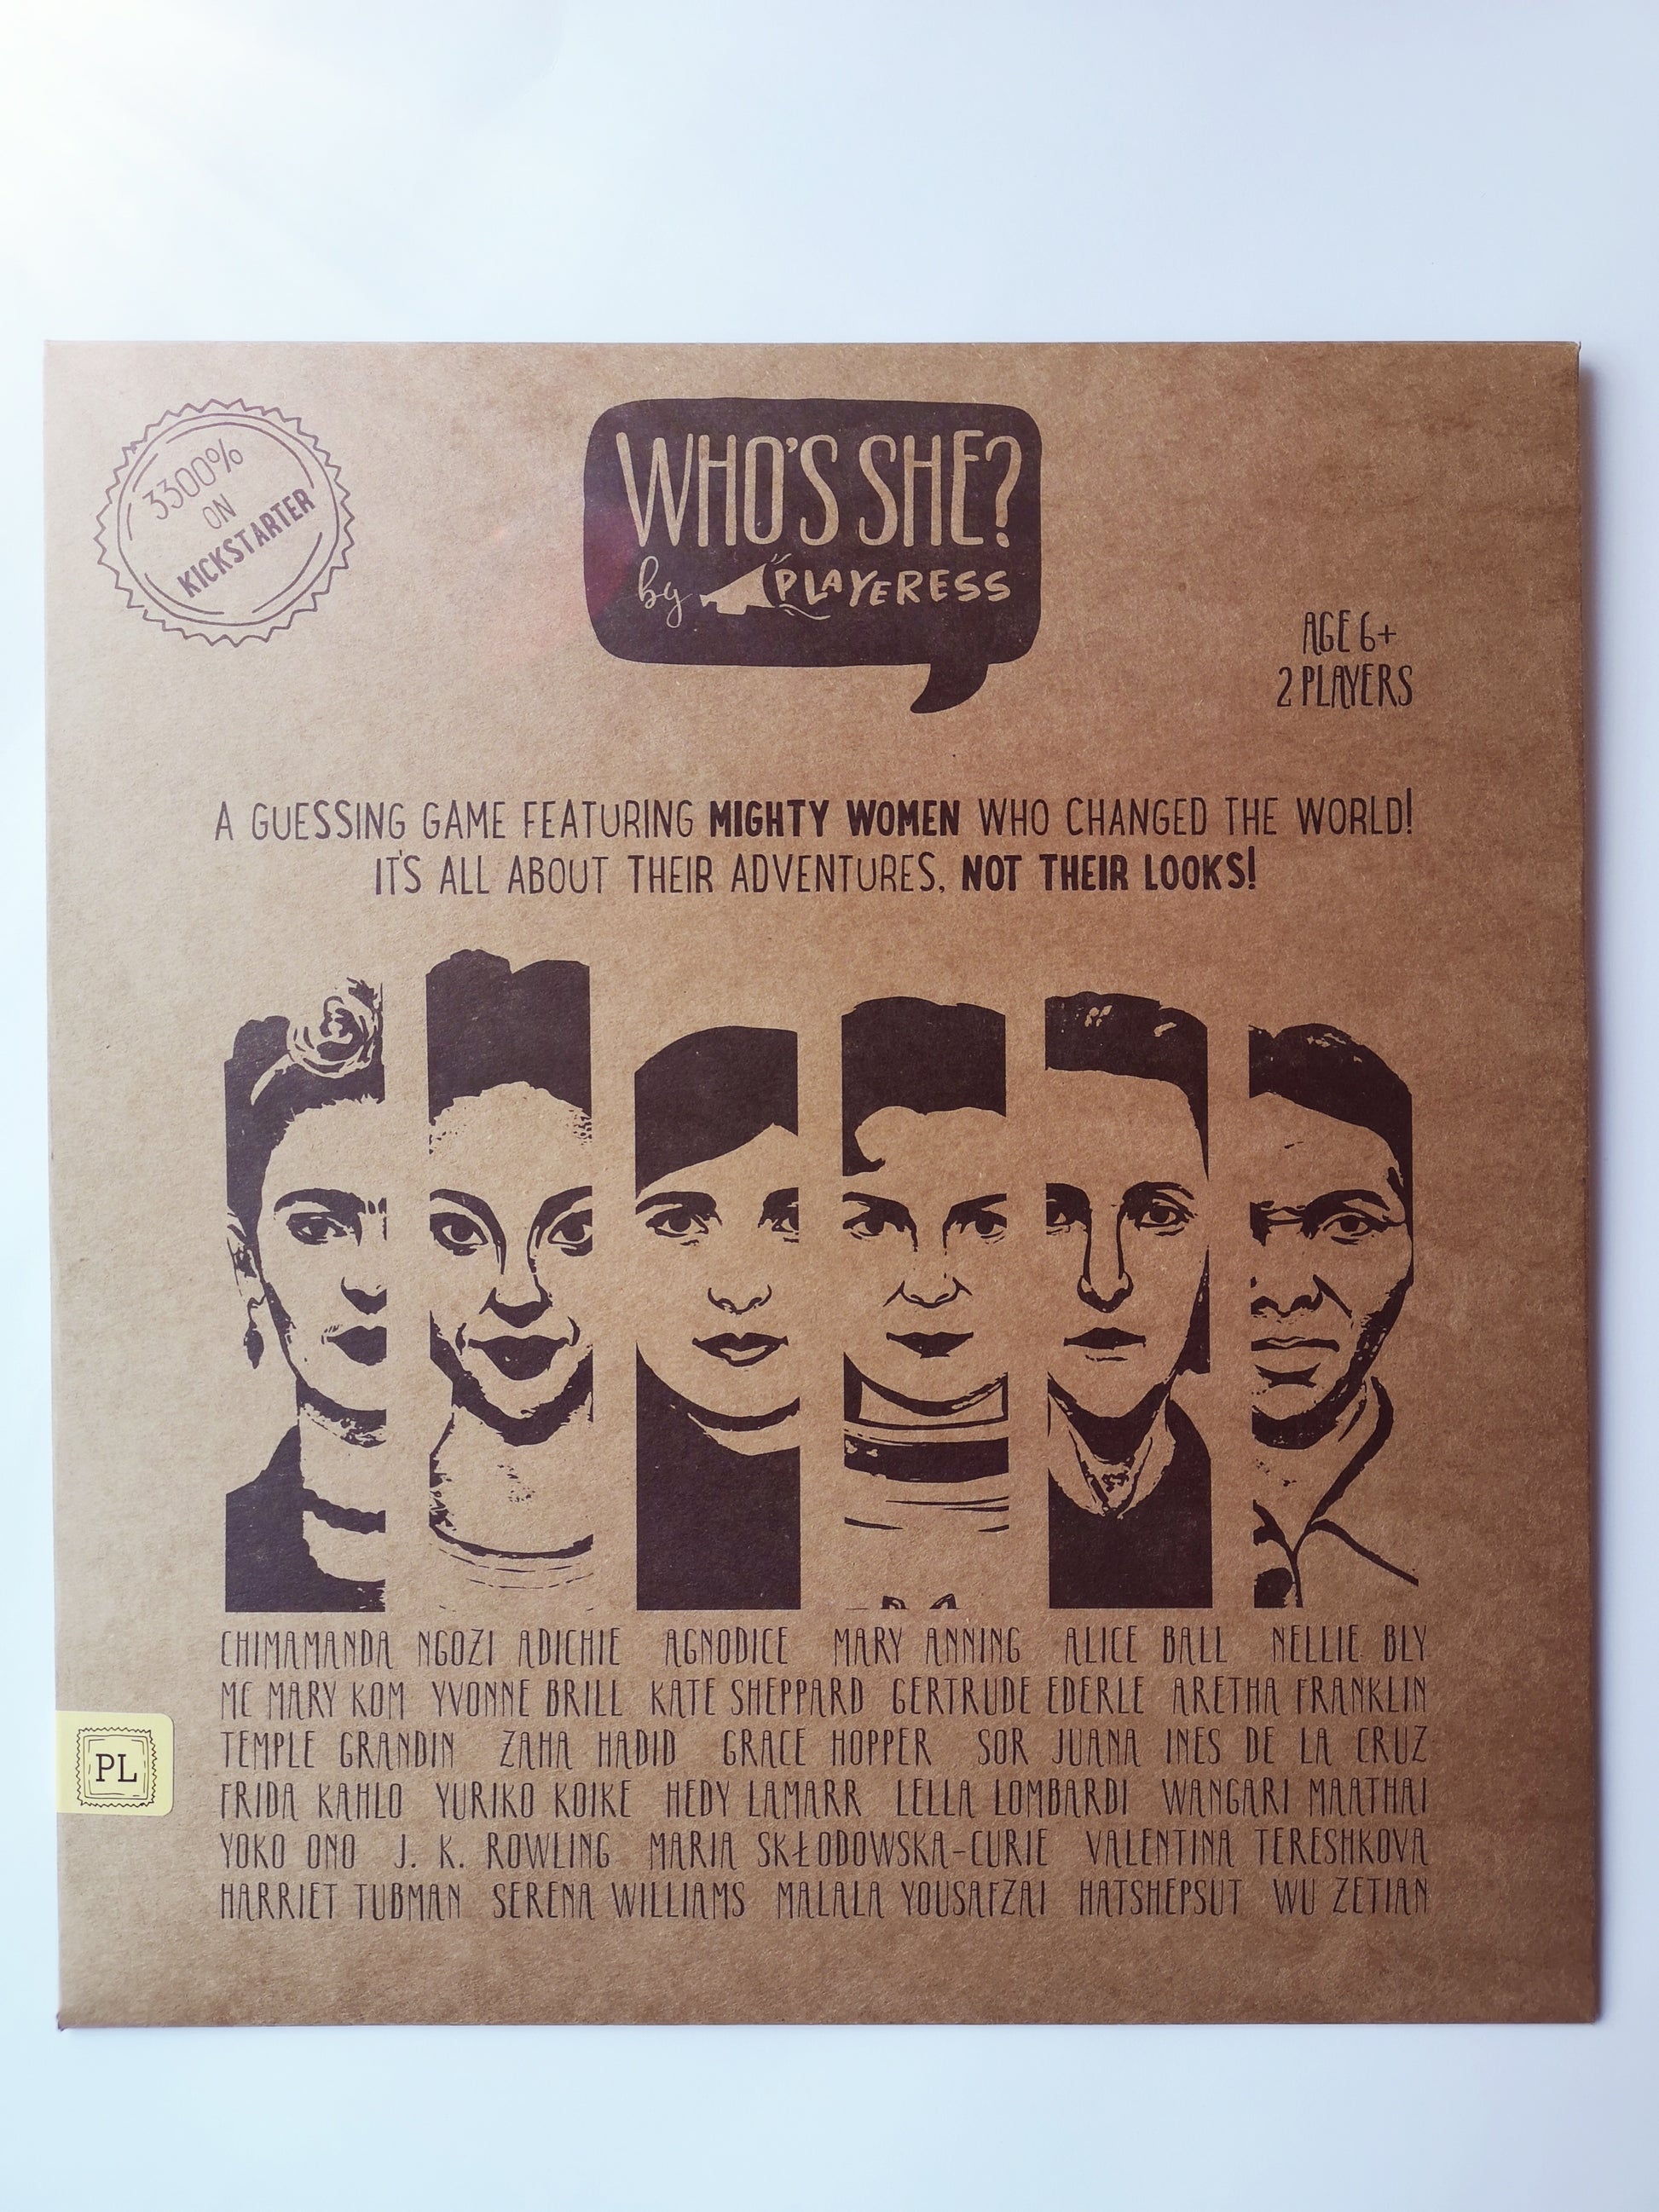 3300%
ON
KICKSTARTER
WHO'S SHE?
by PLAYERESS
AGE 6+
2 PLAYERS
A GUESSING GAME FEATURING MIGHTY WOMEN WHO CHANGED THE WORLD!
IT'S ALL ABOUT THEIR ADVENTURES, NOT THEIR LOOKS!
CHIMAMANDA NGOZI ADICHIE AGNODICE MARY ANNING ALICE BALL NELLIE BLY
MC MARY KOM YVONNE BRILL KATE SHEPPARD GERTRUDE EDERLE ARETHA FRANKLIN
TEMPLE GRANDIN ZAHA HADID GRACE HOPPER SOR JUANA INES DE LA CRUZ
FRIDA KAHLO YURIKO KOIKE HEDY LAMARR LELLA LOMBARDI WANGARI MAATHAI
YOKO ONO J. K. ROWLING MARIA SKŁODOWSKA-CURIE VALENTINA TERESHKOVA
HARRIET TUBMAN SERENA WILLIAMS MALALA YOUSAFZAI HATSHEPSUT WU ZETIAN
PL